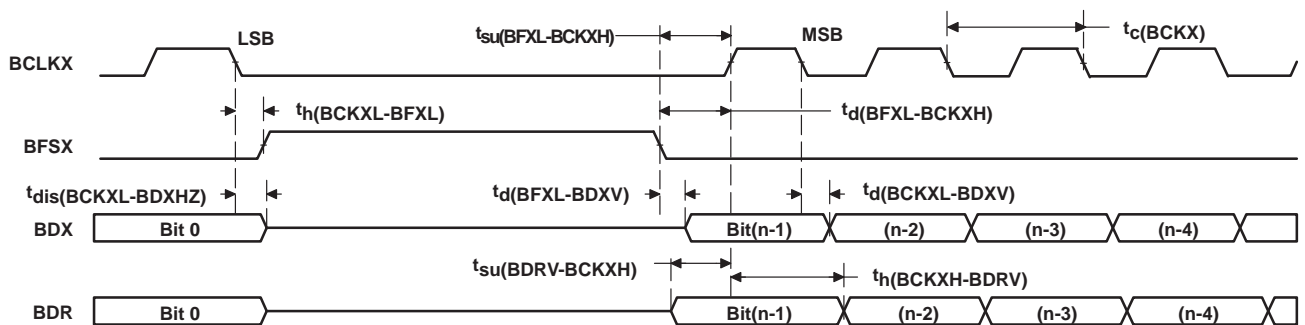 LSB tsu(BFXL-BCKXH) MSB tc(BCKX)
BCLKX
th(BCKXL-BFXL) td(BFXL-BCKXH)
BFSX
tdis(BCKXL-BDXHZ) td(BFXL-BDXV) td(BCKXL-BDXV)
BDX Bit 0 Bit(n-1) (n-2) (n-3) (n-4)
tsu(BDRV-BCKXH) th(BCKXH-BDRV)
BDR Bit 0 Bit(n-1) (n-2) (n-3) (n-4)